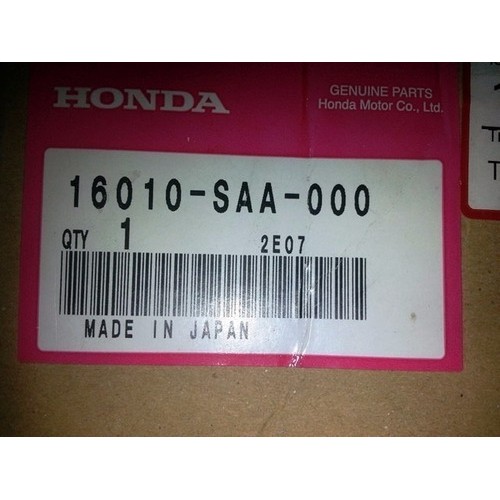 HONDA
GENUINE PARTS
Honda Motor Co., Ltd.
16010-SAA-000
QTY 1 2E07
MADE IN JAPAN